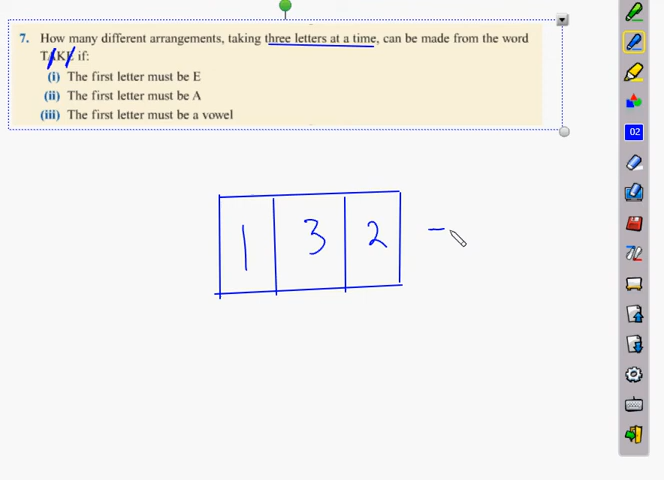 7. How many different arrangements, taking three letters at a time, can be made from the word
TAKE if:
(i) The first letter must be E
(ii) The first letter must be A
(iii) The first letter must be a vowel
1 3 2 -
02